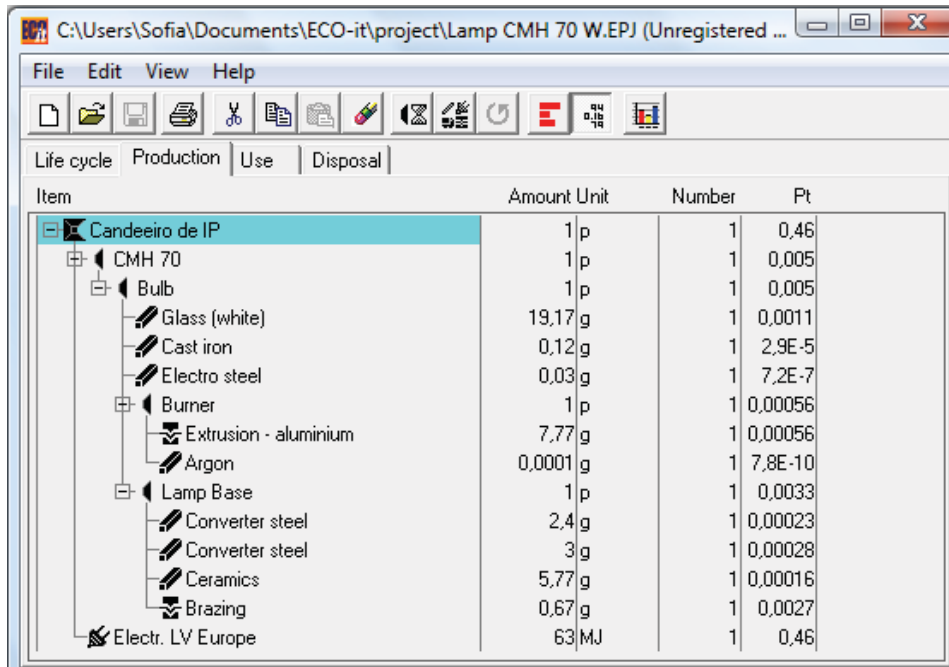 C:\Users\Sofia\Documents\ECO-it\project\Lamp CMH 70 W.EPJ (Unregistered ...
File Edit View Help
Life cycle Production Use Disposal
Item Amount Unit Number Pt
Candeeiro de IP 1 p 1 0,46
CMH 70 1 p 1 0,005
Bulb 1 p 1 0,005
Glass (white) 19,17 g 1 0,0011
Cast iron 0,12 g 1 2,9E-5
Electro steel 0,03 g 1 7,2E-7
Burner 1 p 1 0,00056
Extrusion - aluminium 7,77 g 1 0,00056
Argon 0,0001 g 1 7,8E-10
Lamp Base 1 p 1 0,0033
Converter steel 2,4 g 1 0,00023
Converter steel 3 g 1 0,00028
Ceramics 5,77 g 1 0,00016
Brazing 0,67 g 1 0,0027
Electr. LV Europe 63 MJ 1 0,46